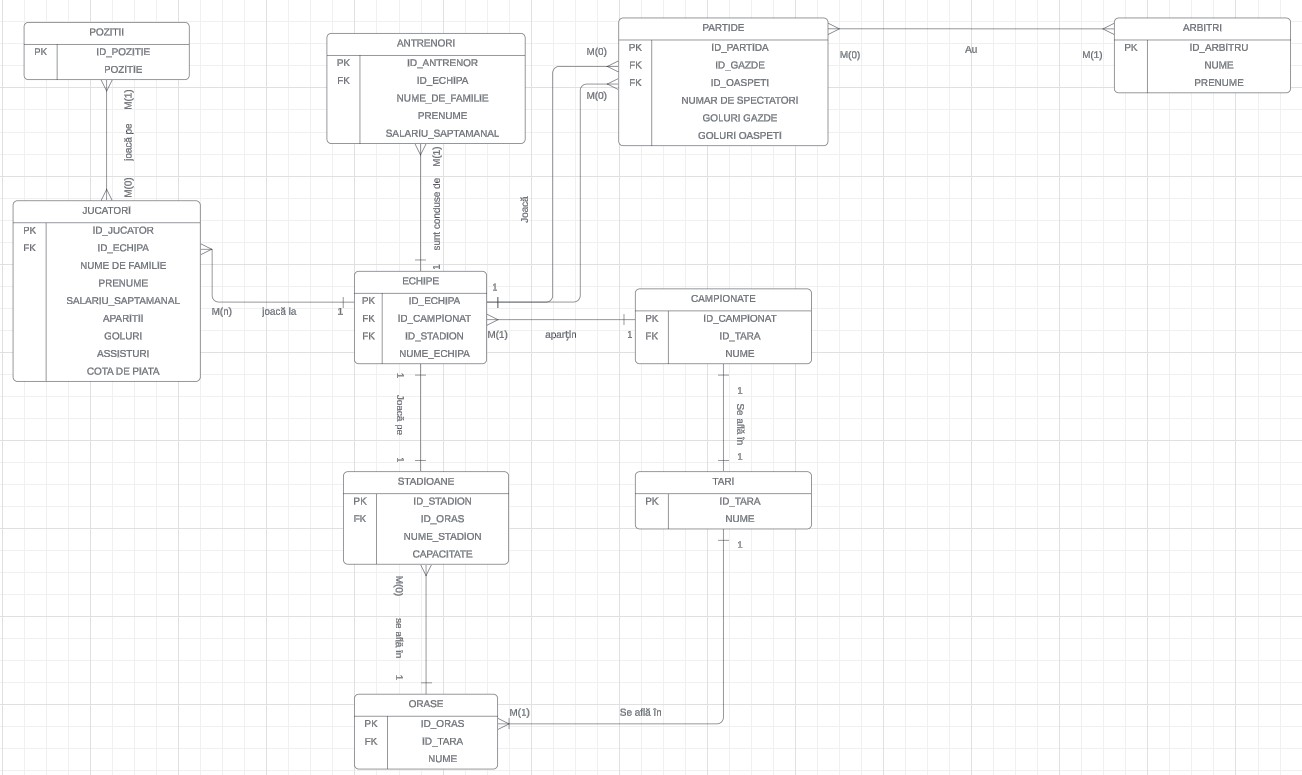 POZITII
PK ID_POZITIE
POZITIE
M(1)
joacă pe
M(0)
JUCATORI
PK ID_JUCATOR
FK ID_ECHIPA
NUME DE FAMILIE
PRENUME
SALARIU_SAPTAMANAL
APARITII
GOLURI
ASSISTURI
COTA DE PIATA
M(n) joacă la 1
ANTRENORI
PK ID_ANTRENOR
FK ID_ECHIPA
NUME_DE_FAMILIE
PRENUME
SALARIU_SAPTAMANAL
M(1)
sunt conduse de
1
ECHIPE
PK ID_ECHIPA
FK ID_CAMPIONAT
FK ID_STADION
NUME_ECHIPA
1
Joacă
M(0)
M(0)
PARTIDE
PK ID_PARTIDA
FK ID_GAZDE
FK ID_OASPETI
NUMAR DE SPECTATORI
GOLURI GAZDE
GOLURI OASPETI
M(0) Au M(1)
ARBITRI
PK ID_ARBITRU
NUME
PRENUME
M(1) aparțin 1
CAMPIONATE
PK ID_CAMPIONAT
FK ID_TARA
NUME
1
Se află în
1
TARI
PK ID_TARA
NUME
1
1
Joacă pe
1
STADIOANE
PK ID_STADION
FK ID_ORAS
NUME_STADION
CAPACITATE
M(0)
se află în
1
ORASE
PK ID_ORAS
FK ID_TARA
NUME
M(1) Se află în